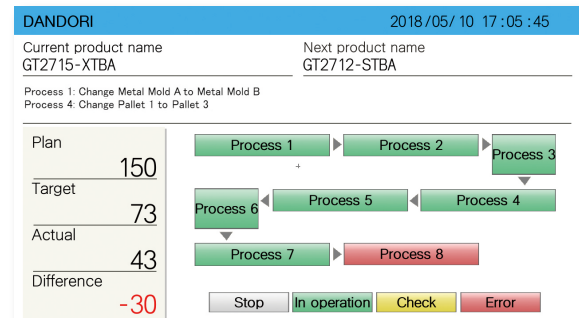 DANDORI 2018/05/10 17:05:45
Current product name Next product name
GT2715-XTBA GT2712-STBA
Process 1: Change Metal Mold A to Metal Mold B
Process 4: Change Pallet 1 to Pallet 3
Plan
150
Target
73
Actual
43
Difference
-30
Process 1 Process 2 Process 3
Process 6 Process 5 Process 4
Process 7 Process 8
Stop In operation Check Error